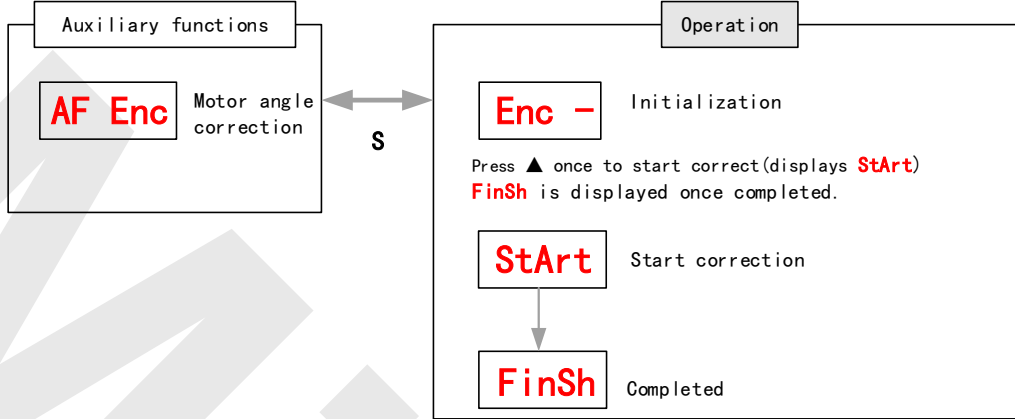 Auxiliary functions
AF Enc
Motor angle
correction
S
Operation
Enc -
Initialization
Press ▲ once to start correct(displays StArt)
FinSh is displayed once completed.
StArt
Start correction
FinSh
Completed